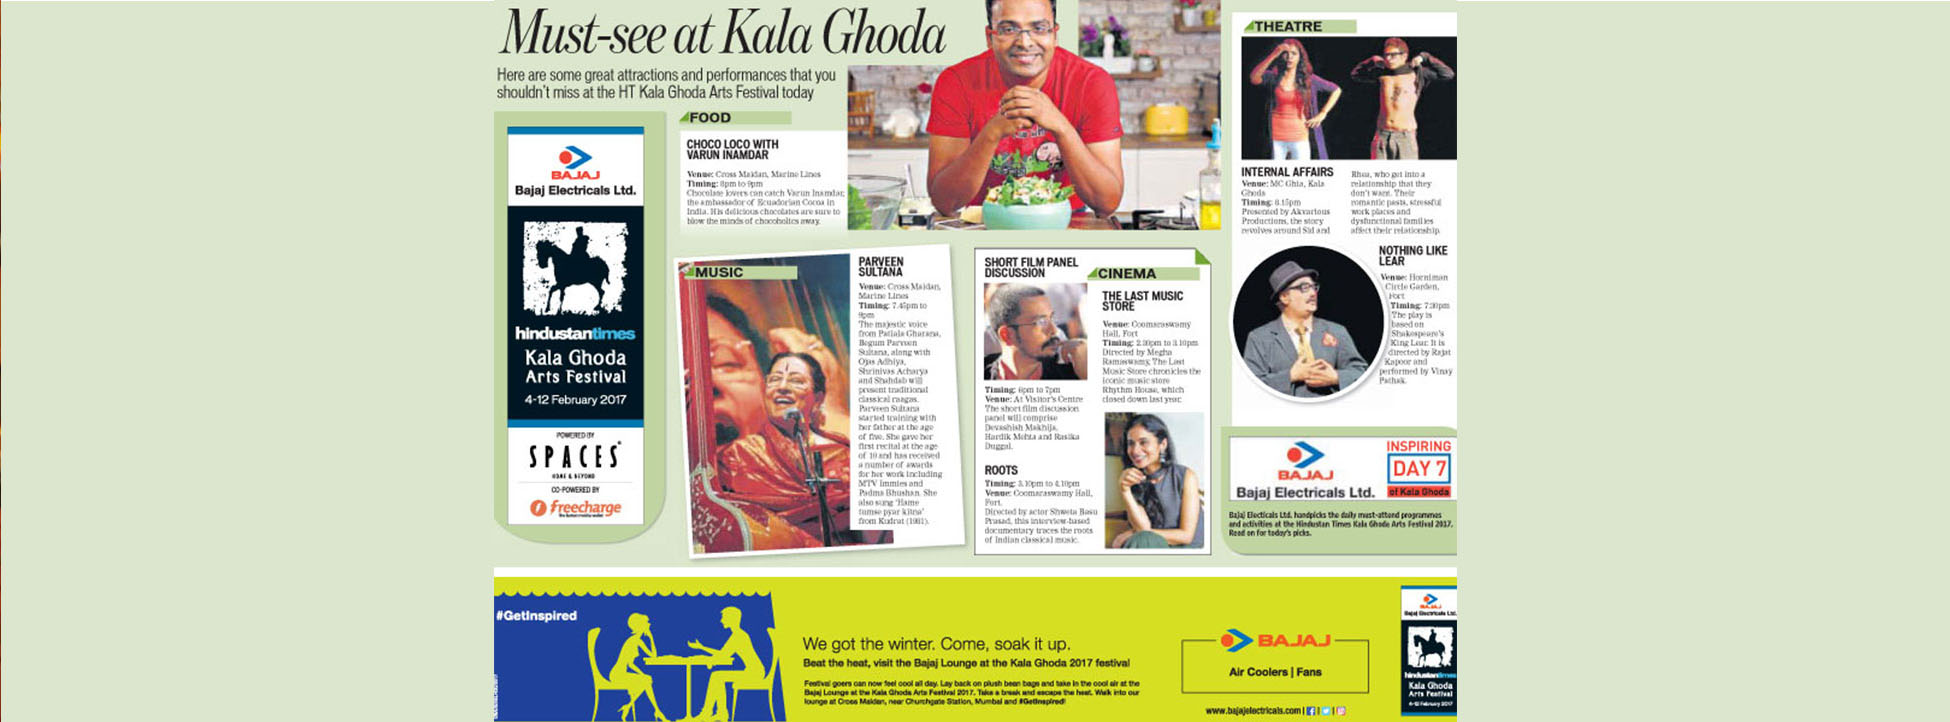 Must-see at Kala Ghoda
Here are some great attractions and performances that you
shouldn't miss at the HT Kala Ghoda Arts Festival today
BAJAJ
Bajaj Electricals Ltd.
hindustantimes
Kala Ghoda
Arts Festival
4-12 February 2017
POWERED BY
SPACES
HOME & BEYOND
CO-POWERED BY
freecharge
FOOD
CHOCO LOCO WITH
VARUN INAMDAR
Venue: Cross Maidan, Marine Lines
Timing: 8pm to 9pm
Chocolate lovers can catch Varun Inamdar,
the ambassador of Ecuadorian Cocoa in
India. His delicious chocolates are sure to
blow the minds of chocoholics away.
MUSIC
PARVEEN
SULTANA
Venue: Cross Maidan,
Marine Lines
Timing: 7.45pm to
9pm
The majestic voice
from Patiala Gharana,
Begum Parveen
Sultana, along with
Ojas Adhiya,
Shrinivas Acharya
and Shahdab will
present traditional
classical raagas.
Parveen Sultana
started training with
her father at the age
of five. She gave her
first recital at the age
of 10 and has received
a number of awards
for her work including
MTV Immies and
Padma Bhushan. She
also sung 'Hame
tumse pyar kitna'
from Kudrat (1981).
SHORT FILM PANEL
DISCUSSION
Timing: 6pm to 7pm
Venue: At Visitor's Centre
The short film discussion
panel will comprise
Devashish Makhija,
Hardik Mehta and Rasika
Duggal.
ROOTS
Timing: 3.10pm to 4.10pm
Venue: Coomaraswamy Hall,
Fort.
Directed by actor Shweta Basu
Prasad, this interview-based
documentary traces the roots
of Indian classical music.
CINEMA
THE LAST MUSIC
STORE
Venue: Coomaraswamy
Hall, Fort
Timing: 2.30pm to 3.10pm
Directed by Megha
Ramaswamy, The Last
Music Store chronicles the
iconic music store
Rhythm House, which
closed down last year.
THEATRE
INTERNAL AFFAIRS
Venue: MC Ghia, Kala
Ghoda
Timing: 8.15pm
Presented by Akvarious
Productions, the story
revolves around Sid and
Rhea, who get into a
relationship that they
don't want. Their
romantic pasts, stressful
work places and
dysfunctional families
affect their relationship.
NOTHING LIKE
LEAR
Venue: Horniman
Circle Garden,
Fort
Timing: 7:30pm
The play is
based on
Shakespeare's
King Lear. It is
directed by Rajat
Kapoor and
performed by Vinay
Pathak.
BAJAJ
Bajaj Electricals Ltd.
INSPIRING
DAY 7
of Kala Ghoda
Bajaj Electicals Ltd. handpicks the daily must-attend programmes
and activities at the Hindustan Times Kala Ghoda Arts Festival 2017.
Read on for today's picks.
#GetInspired
We got the winter. Come, soak it up.
Beat the heat, visit the Bajaj Lounge at the Kala Ghoda 2017 festival
Festival goers can now feel cool all day. Lay back on plush bean bags and take in the cool air at the
Bajaj Lounge at the Kala Ghoda Arts Festival 2017. Take a break and escape the heat. Walk into our
lounge at Cross Maidan, near Churchgate Station, Mumbai and #GetInspired!
BAJAJ
Air Coolers | Fans
www.bajajelectricals.com
BAJAJ
Bajaj Electricals Ltd.
hindustantimes
Kala Ghoda
Arts Festival
4-12 February 2017